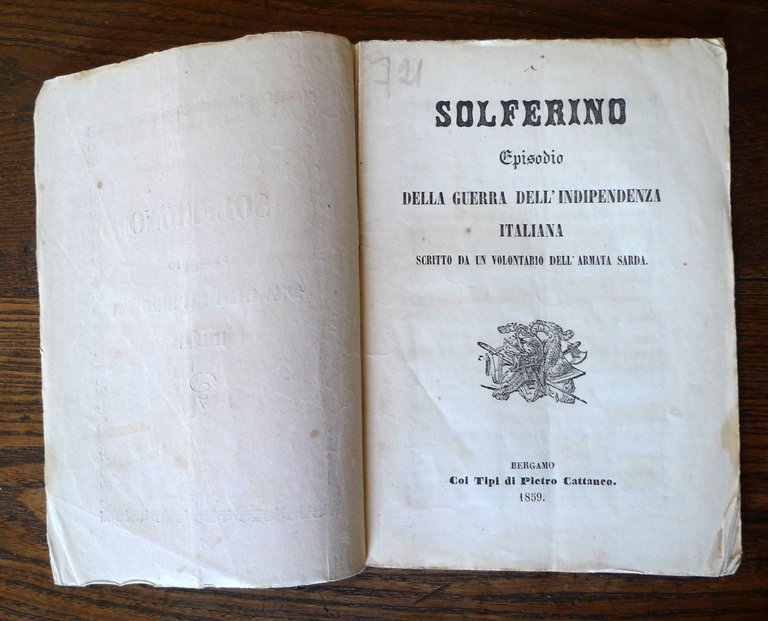 721
SOLFERINO
Episodio
DELLA GUERRA DELL'INDIPENDENZA
ITALIANA
SCRITTO DA UN VOLONTARIO DELL'ARMATA SARDA.
BERGAMO
Coi Tipi di Pietro Cattaneo.
1859.